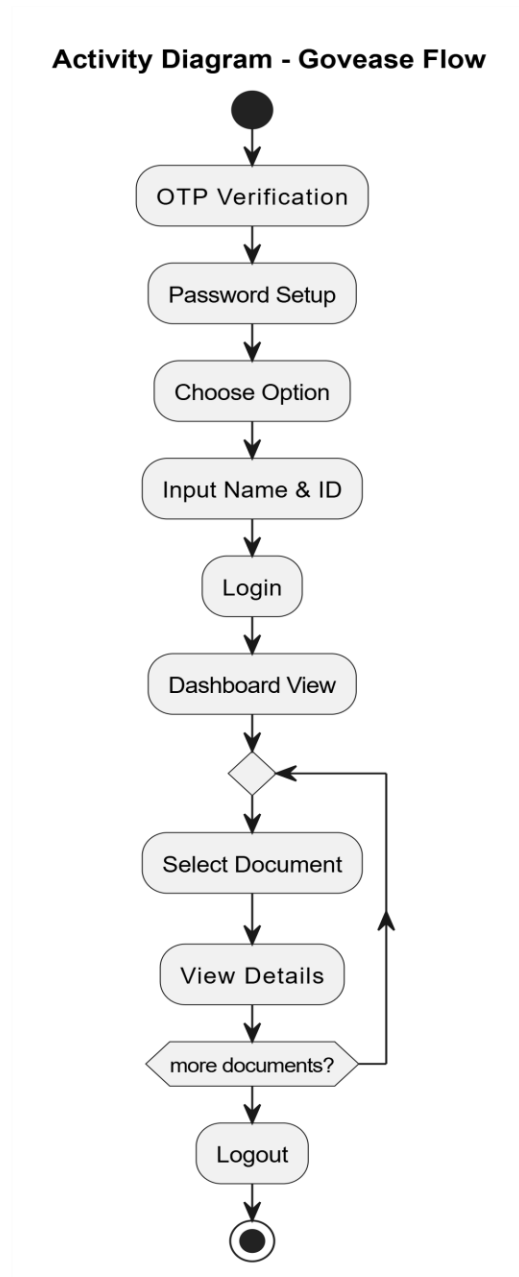 Activity Diagram - Govease Flow
OTP Verification
Password Setup
Choose Option
Input Name & ID
Login
Dashboard View
Select Document
View Details
more documents?
Logout